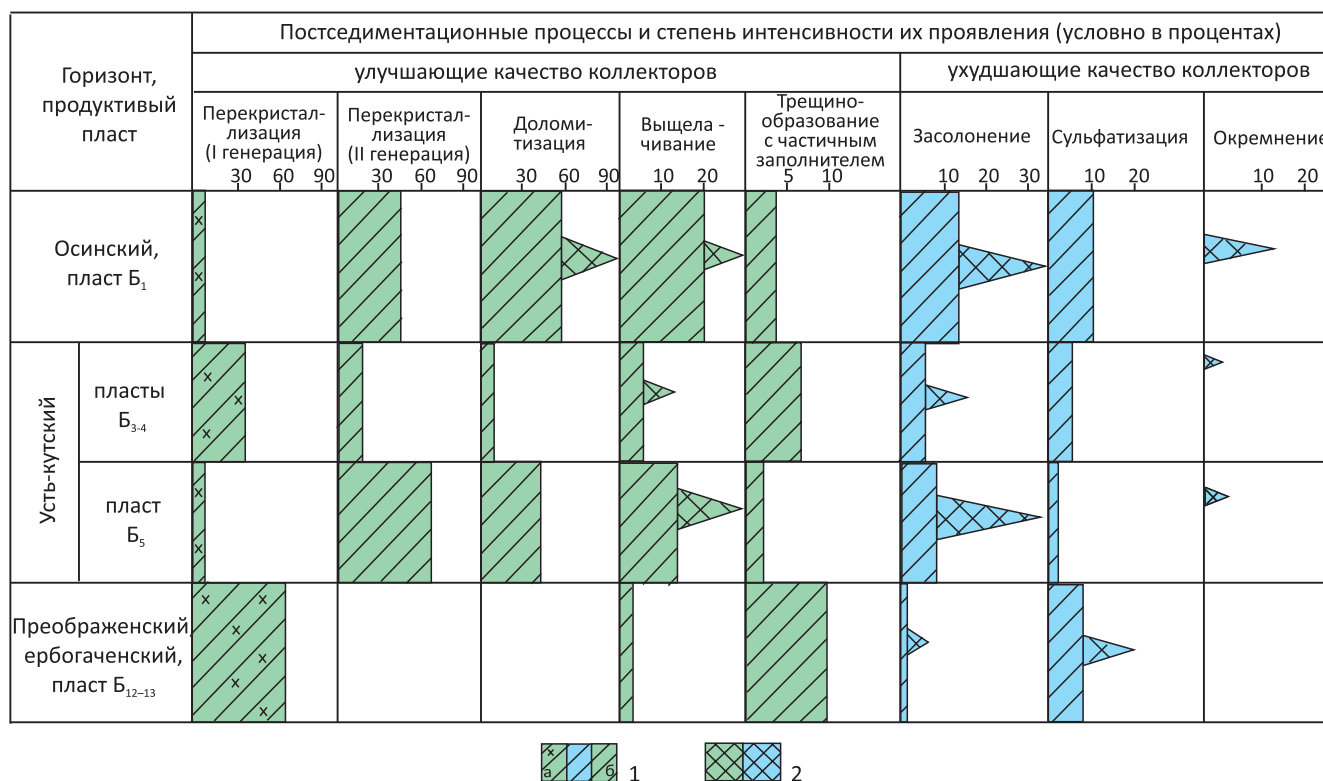 Постседиментационные процессы и степень интенсивности их проявления (условно в процентах)
Горизонт,
продуктивый
пласт
улучшающие качество коллекторов
ухудшающие качество коллекторов
Перекристал-
лизация
(I генерация)
30 60 90
Перекристал-
лизация
(II генерация)
30 60 90
Доломи-
тизация
30 60 90
Выщела -
чивание
10 20
Трещино-
образование
с частичным
заполнителем
5 10
Засолонение
10 20 30
Сульфатизация
10 20
Окремнение
10 20
Осинский,
пласт Б1
Усть-кутский
пласты
Б3-4
пласт
Б5
Преображенский,
ербогаченский,
пласт Б12–13
а б 1
2